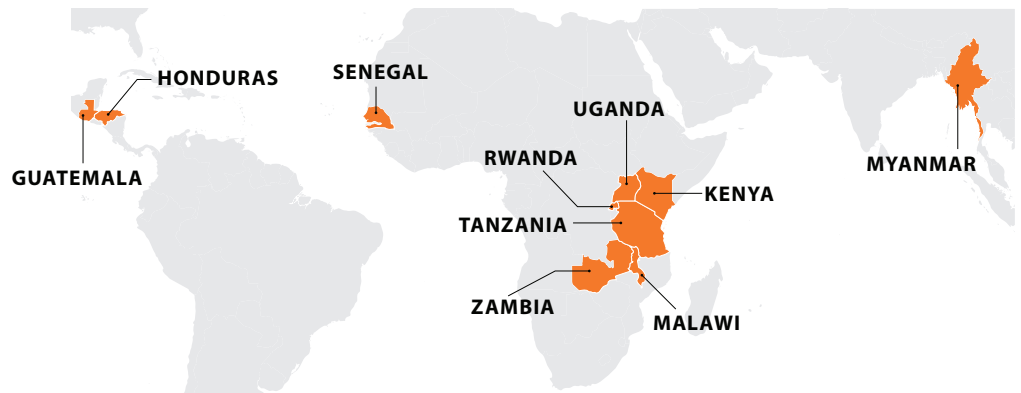 HONDURAS
SENEGAL
UGANDA
RWANDA
MYANMAR
GUATEMALA
KENYA
TANZANIA
ZAMBIA
MALAWI